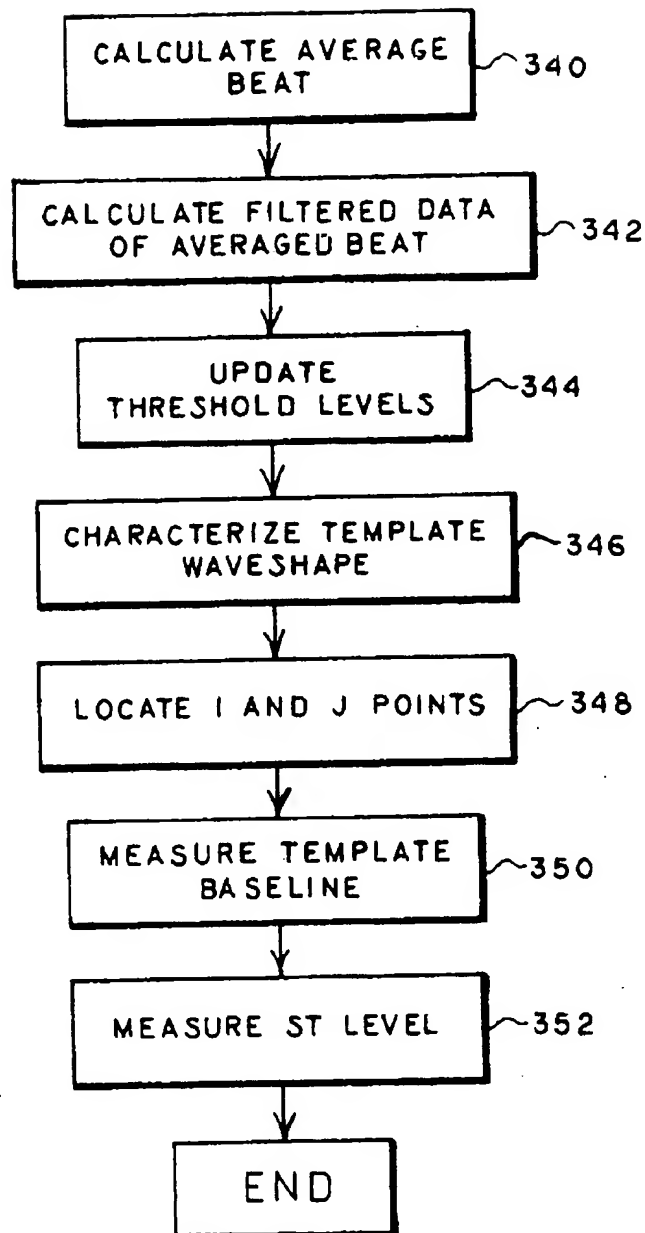 CALCULATE AVERAGE
BEAT
340
CALCULATE FILTERED DATA
OF AVERAGED BEAT
342
UPDATE
THRESHOLD LEVELS
344
CHARACTERIZE TEMPLATE
WAVESHAPE
346
LOCATE I AND J POINTS
348
MEASURE TEMPLATE
BASELINE
350
MEASURE ST LEVEL
352
END